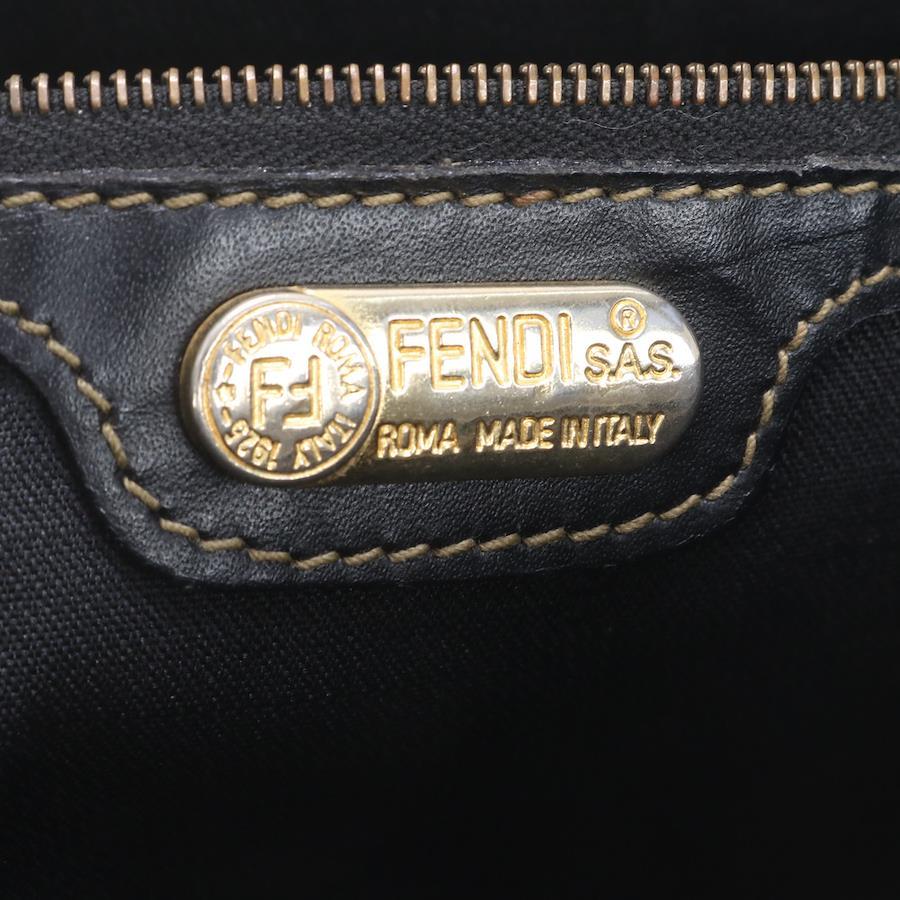 FENDI ROMA
FF
ITALY 1925
FENDI ® S.A.S.
ROMA MADE IN ITALY